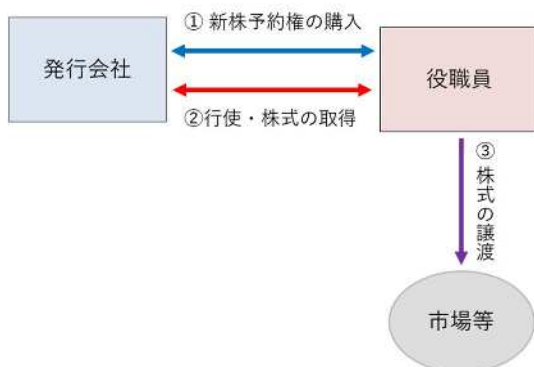 ① 新株予約権の購入
発行会社
役職員
②行使・株式の取得
③株式の譲渡
市場等